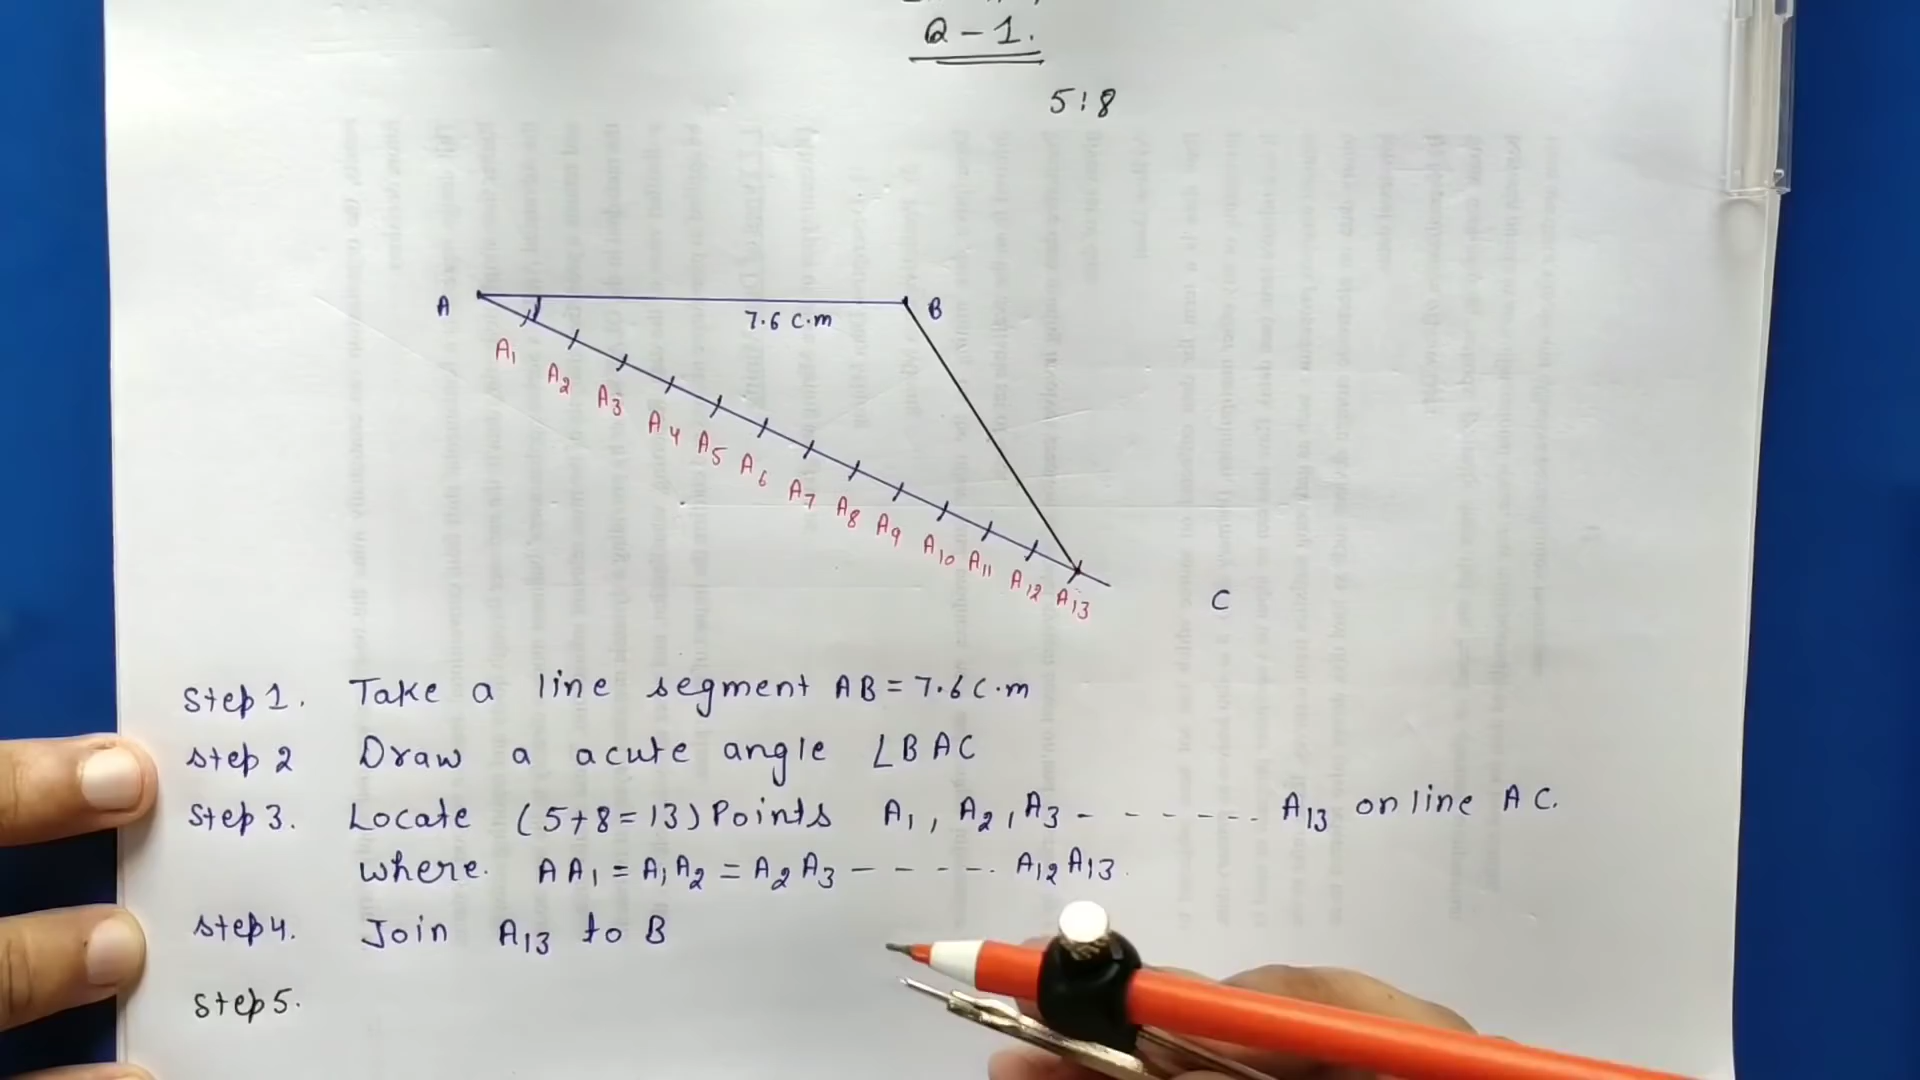 Q-1.
5:8
A
B
7.6 c.m
A1
A2
A3
A4
A5
A6
A7
A8
A9
A10
A11
A12
A13
C
Step 1. Take a line segment AB = 7.6 c.m
Step 2 Draw a acute angle ∠BAC
Step 3. Locate (5+8=13) Points A1, A2, A3 - - - - - - . . . A13 on line AC.
where. AA1 = A1A2 = A2A3 - - - - -. A12A13.
Step 4. Join A13 to B
Step 5.